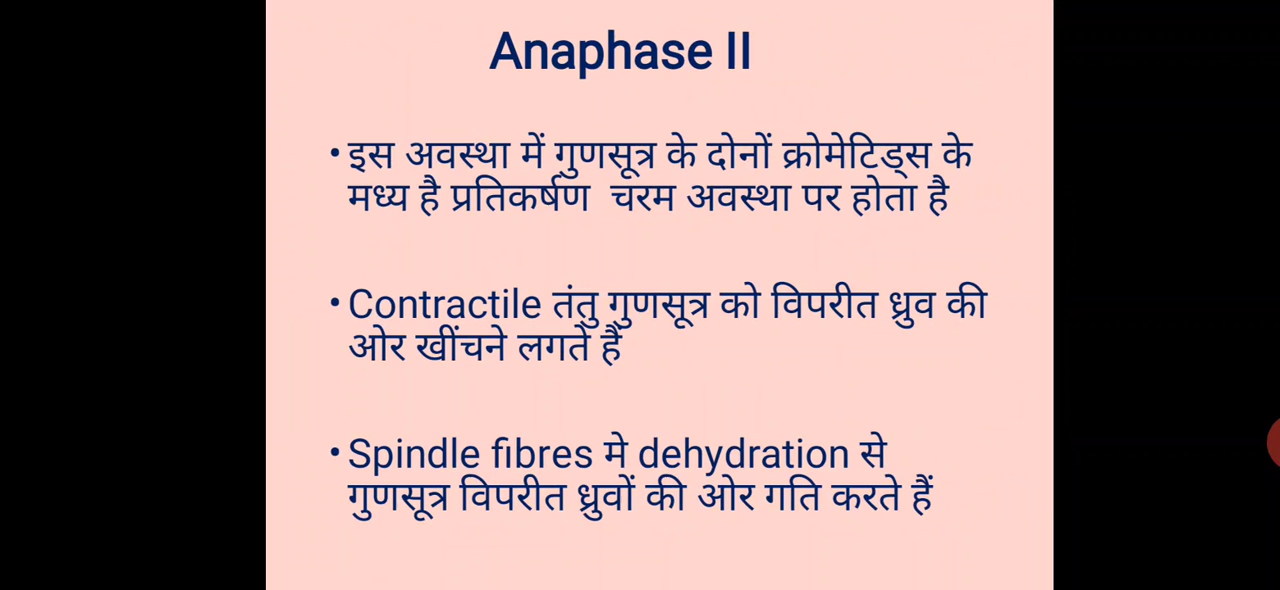 Anaphase II
• इस अवस्था में गुणसूत्र के दोनों क्रोमेटिड्स के
मध्य है प्रतिकर्षण चरम अवस्था पर होता है
• Contractile तंतु गुणसूत्र को विपरीत ध्रुव की
ओर खींचने लगते हैं
• Spindle fibres मे dehydration से
गुणसूत्र विपरीत ध्रुवों की ओर गति करते हैं